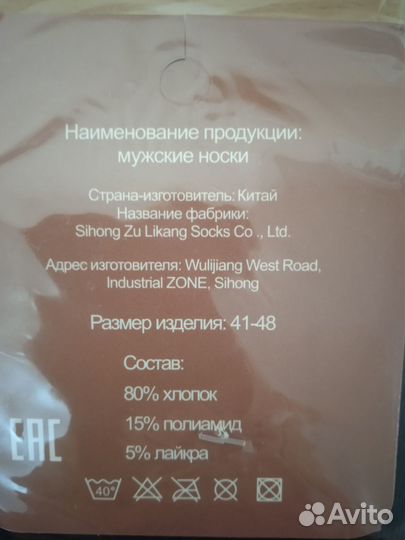 Наименование продукции:
мужские носки
Страна-изготовитель: Китай
Название фабрики:
Sihong Zu Likang Socks Co ., Ltd.
Адрес изготовителя: Wulijiang West Road,
Industrial ZONE, Sihong
Размер изделия: 41-48
Состав:
80% хлопок
15% полиамид
5% лайкра
EAC
40°
Avito